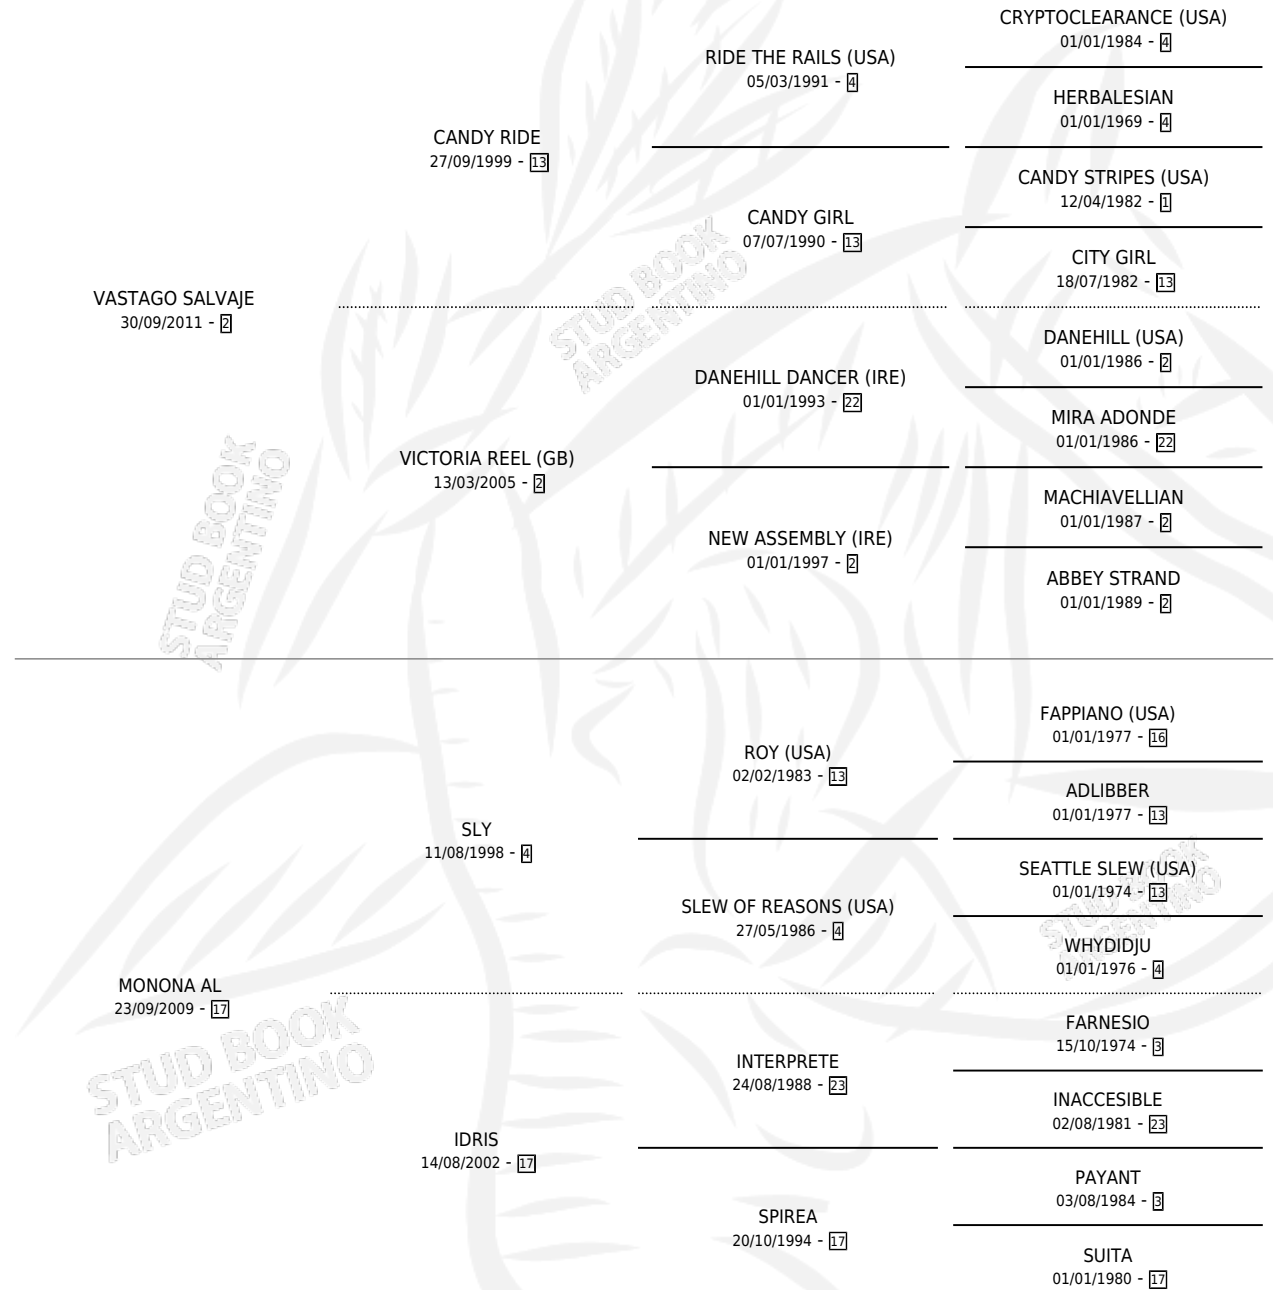 CRYPTOCLEARANCE (USA)
01/01/1984 - 4
RIDE THE RAILS (USA)
05/03/1991 - 4
HERBALESIAN
01/01/1969 - 4
CANDY RIDE
27/09/1999 - 13
CANDY STRIPES (USA)
12/04/1982 - 1
CANDY GIRL
07/07/1990 - 13
CITY GIRL
18/07/1982 - 13
VASTAGO SALVAJE
30/09/2011 - 2
STUD BOOK
ARGENTINO
DANEHILL (USA)
01/01/1986 - 2
DANEHILL DANCER (IRE)
01/01/1993 - 22
MIRA ADONDE
01/01/1986 - 22
VICTORIA REEL (GB)
13/03/2005 - 2
MACHIAVELLIAN
01/01/1987 - 2
NEW ASSEMBLY (IRE)
01/01/1997 - 2
ABBEY STRAND
01/01/1989 - 2
STUD BOOK
ARGENTINO
FAPPIANO (USA)
01/01/1977 - 16
ROY (USA)
02/02/1983 - 13
ADLIBBER
01/01/1977 - 13
SLY
11/08/1998 - 4
SEATTLE SLEW (USA)
01/01/1974 - 13
SLEW OF REASONS (USA)
27/05/1986 - 4
STUD BOOK
ARGENTINO
WHYDIDJU
01/01/1976 - 4
MONONA AL
23/09/2009 - 17
STUD BOOK
ARGENTINO
FARNESIO
15/10/1974 - 3
INTERPRETE
24/08/1988 - 23
INACCESIBLE
02/08/1981 - 23
IDRIS
14/08/2002 - 17
PAYANT
03/08/1984 - 3
SPIREA
20/10/1994 - 17
SUITA
01/01/1980 - 17